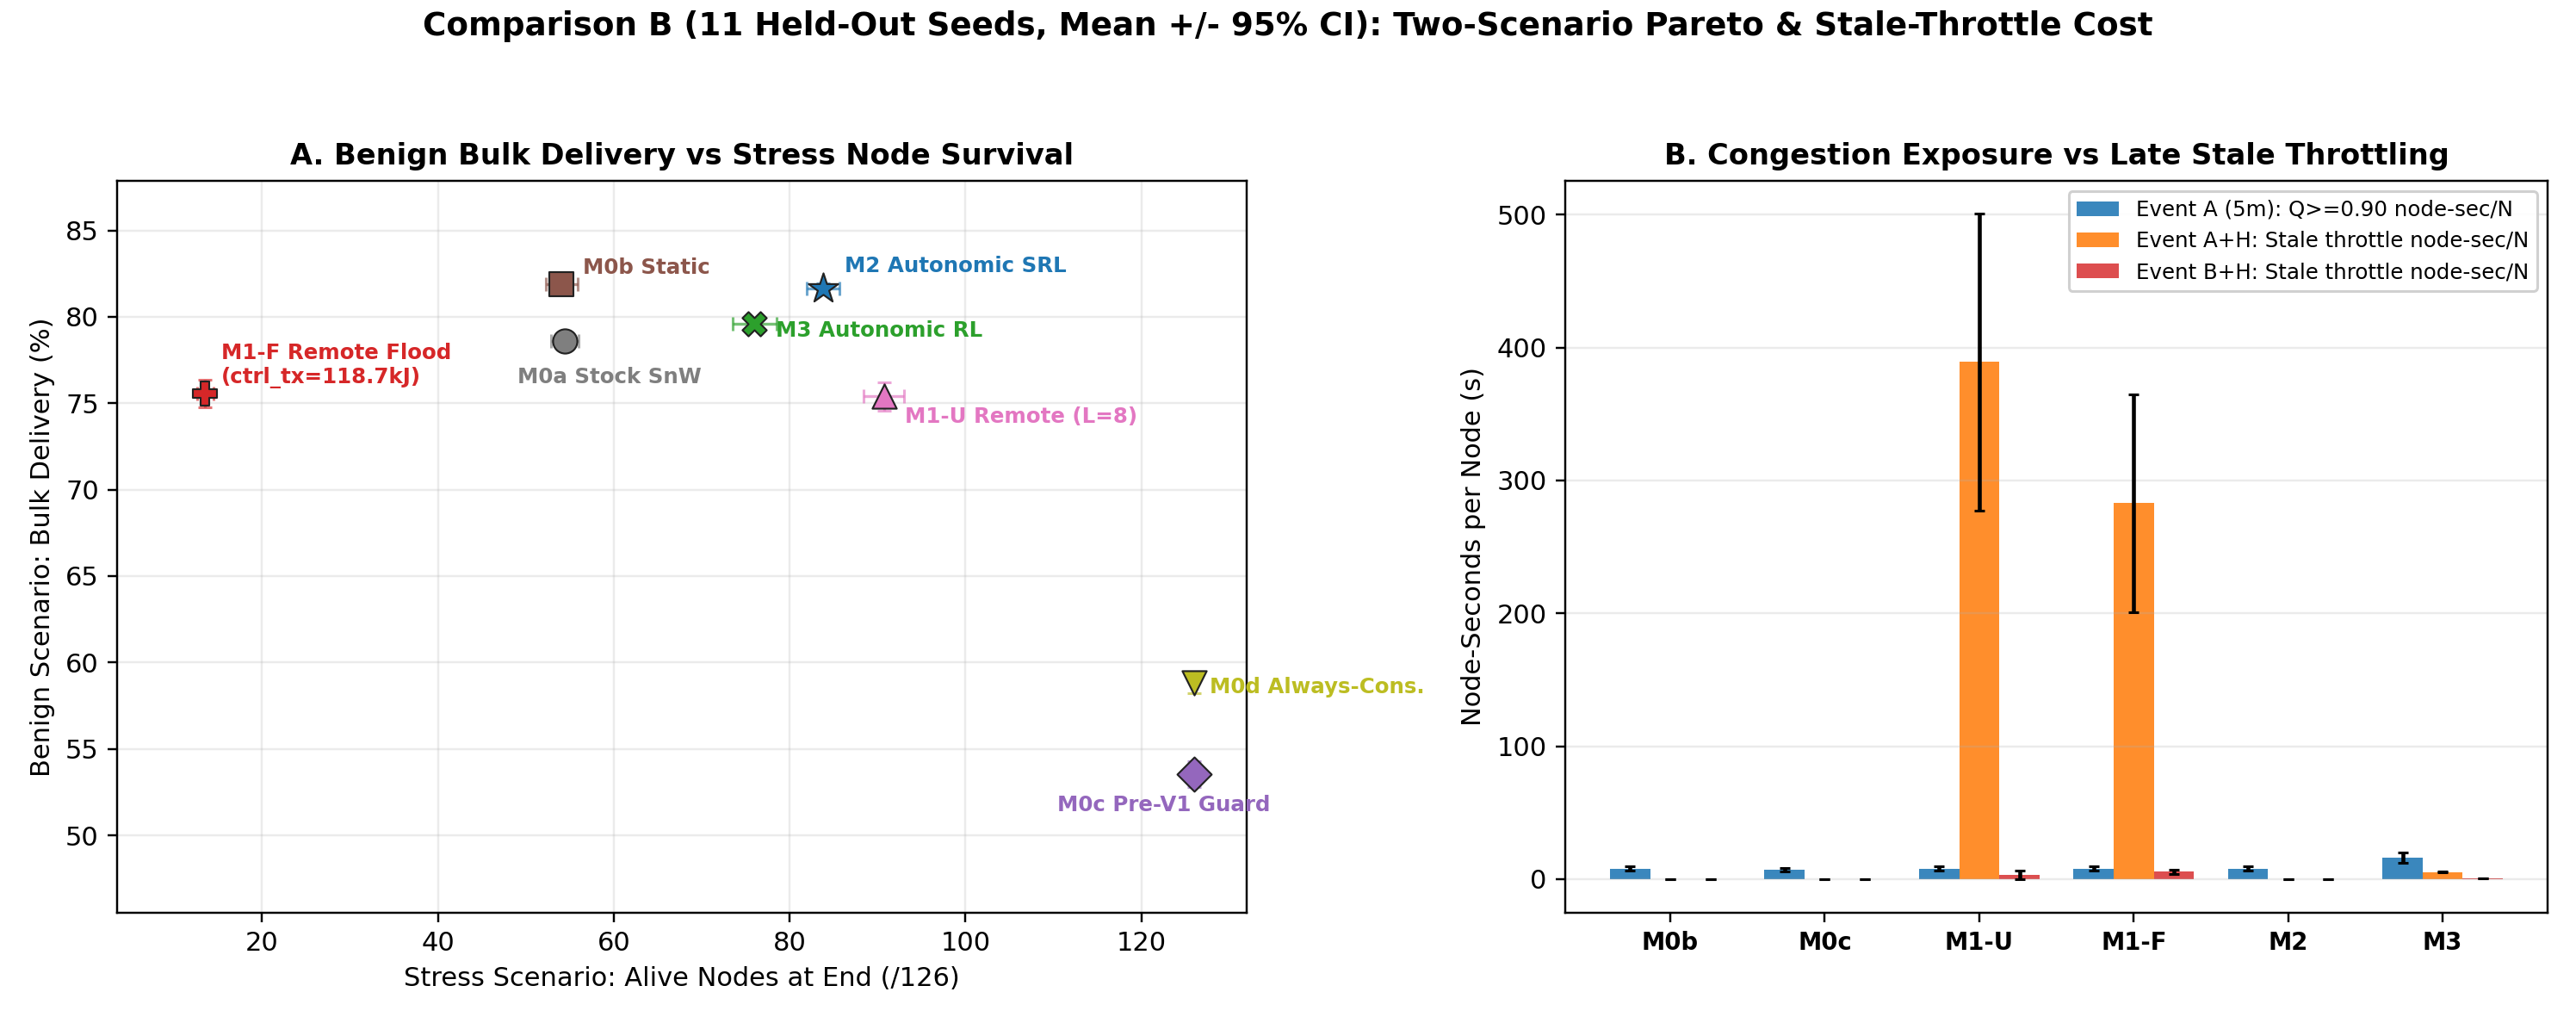 Comparison B (11 Held-Out Seeds, Mean +/- 95% CI): Two-Scenario Pareto & Stale-Throttle Cost
A. Benign Bulk Delivery vs Stress Node Survival
Benign Scenario: Bulk Delivery (%)
85
80
75
70
65
60
55
50
M0b Static
M2 Autonomic SRL
M3 Autonomic RL
M1-F Remote Flood
(ctrl_tx=118.7kJ)
M0a Stock SnW
M1-U Remote (L=8)
M0d Always-Cons.
M0c Pre-V1 Guard
20
40
60
80
100
120
Stress Scenario: Alive Nodes at End (/126)
B. Congestion Exposure vs Late Stale Throttling
Node-Seconds per Node (s)
500
400
300
200
100
0
Event A (5m): Q>=0.90 node-sec/N
Event A+H: Stale throttle node-sec/N
Event B+H: Stale throttle node-sec/N
M0b
M0c
M1-U
M1-F
M2
M3